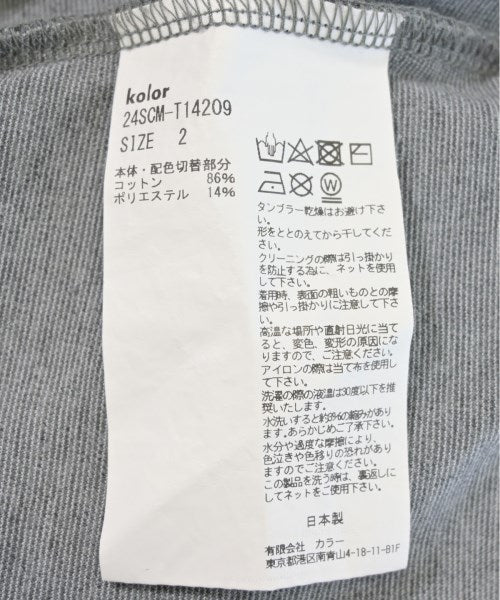 kolor
24SCM-T14209
SIZE 2
本体・配色切替部分
コットン 86%
ポリエステル 14%
タンブラー乾燥はお避け下さ
い。
形をととのえてから干してくだ
さい。
クリーニングの際は引っ掛かり
を防止する為に、ネットを使用
して下さい。
着用時、表面の粗いものとの摩
擦や引っ掛かりに注意して下さ
い。
高温な場所や直射日光に当て
ると、変色、変形の原因にな
りますので、ご注意ください。
アイロンの際は当て布を使用し
て下さい。
洗濯の際の液温は30度以下を推
奨いたします。
水洗いすると約3%の縮みがあり
ます。あらかじめご了承下さい。
水分や過度な摩擦により、
色泣きや色移りの恐れがあり
ますのでご注意下さい。
この製品を洗う時は、裏返しに
してネットをご使用下さい。
日本製
有限会社 カラー
東京都港区南青山4-18-11-B1F